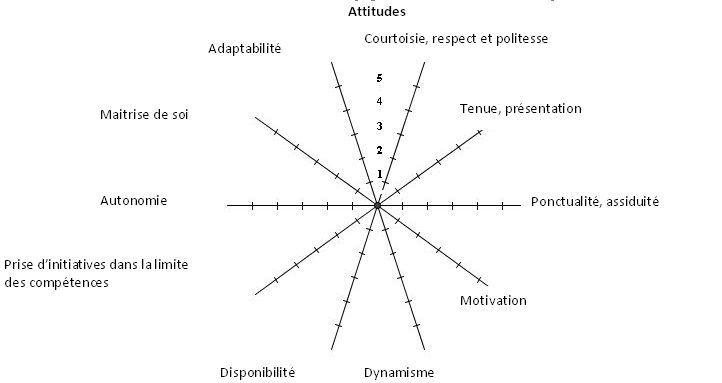 Attitudes
Courtoisie, respect et politesse
Adaptabilité
5
4
Tenue, présentation
Maitrise de soi
3
2
1
Autonomie
Ponctualité, assiduité
Prise d'initiatives dans la limite
des compétences
Motivation
Disponibilité
Dynamisme